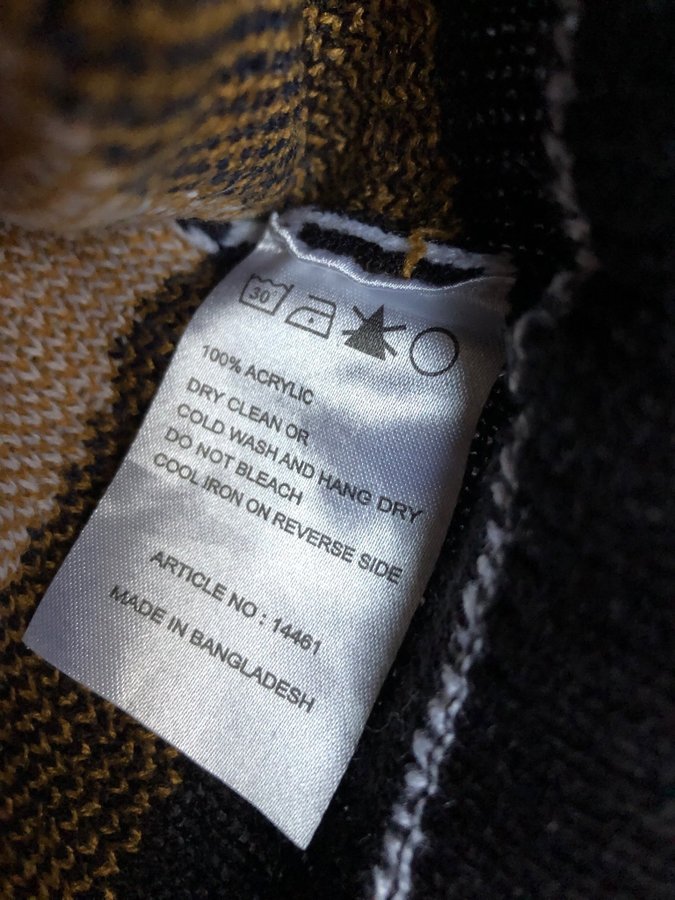 30°
100% ACRYLIC
DRY CLEAN OR
COLD WASH AND HANG DRY
DO NOT BLEACH
COOL IRON ON REVERSE SIDE
ARTICLE NO : 14461
MADE IN BANGLADESH